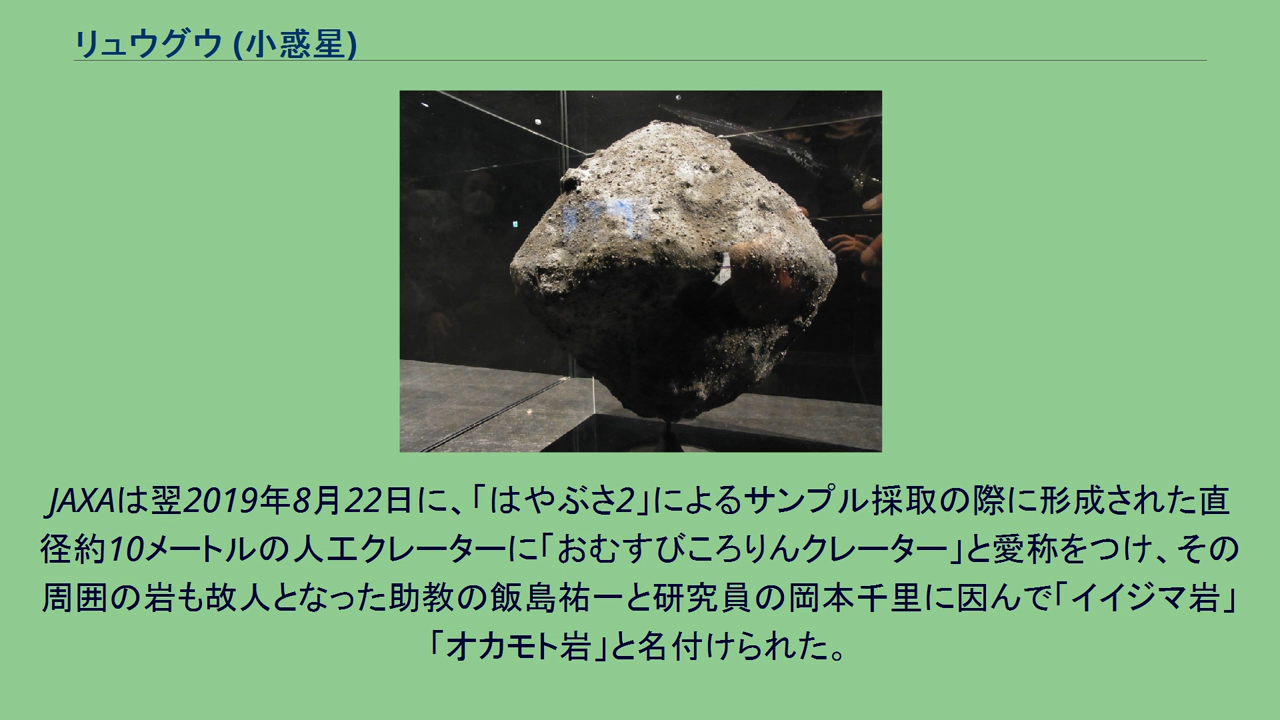 リュウグウ (小惑星)
JAXAは翌2019年8月22日に、「はやぶさ2」によるサンプル採取の際に形成された直
径約10メートルの人工クレーターに「おむすびころりんクレーター」と愛称をつけ、その
周囲の岩も故人となった助教の飯島祐一と研究員の岡本千里に因んで「イイジマ岩」
「オカモト岩」と名付けられた。